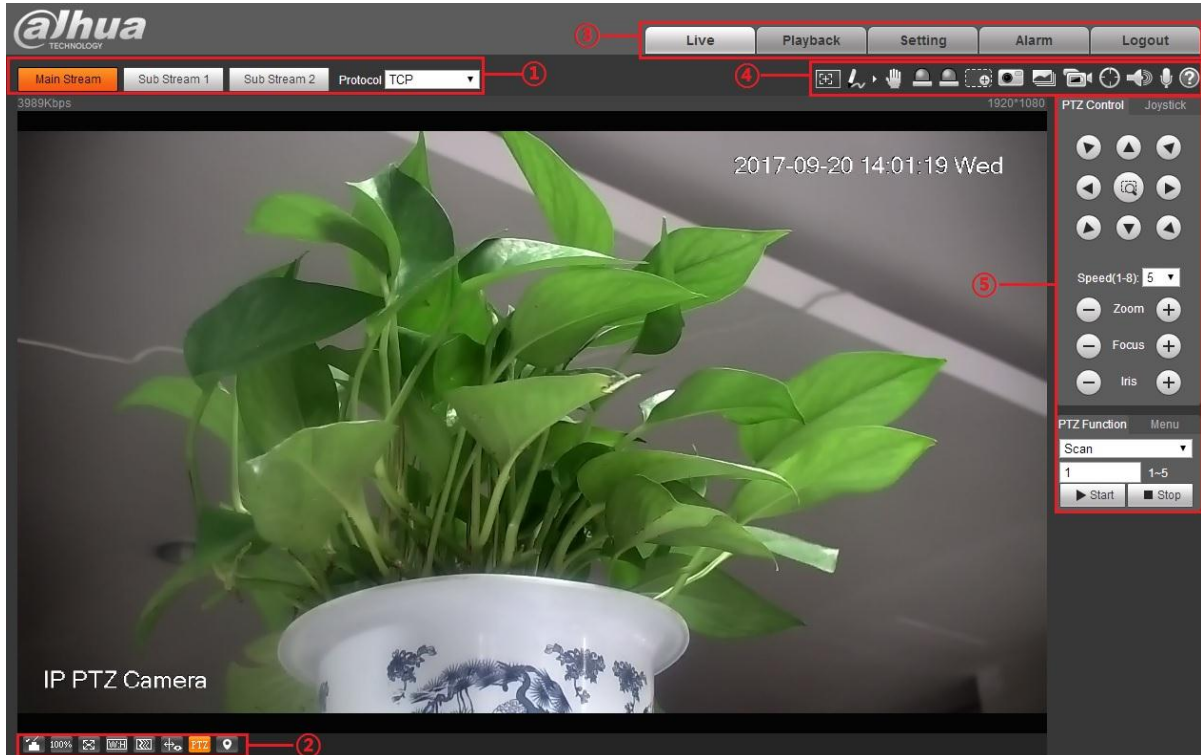 alhua
TECHNOLOGY
③
Live
Playback
Setting
Alarm
Logout
Main Stream
Sub Stream 1
Sub Stream 2
Protocol TCP
①
④
3989Kbps
1920*1080
PTZ Control
Joystick
2017-09-20 14:01:19 Wed
Speed(1-8): 5
⑤
Zoom
Focus
Iris
PTZ Function
Menu
Scan
1
1~5
Start
Stop
IP PTZ Camera
100%
W:H
PTZ
②